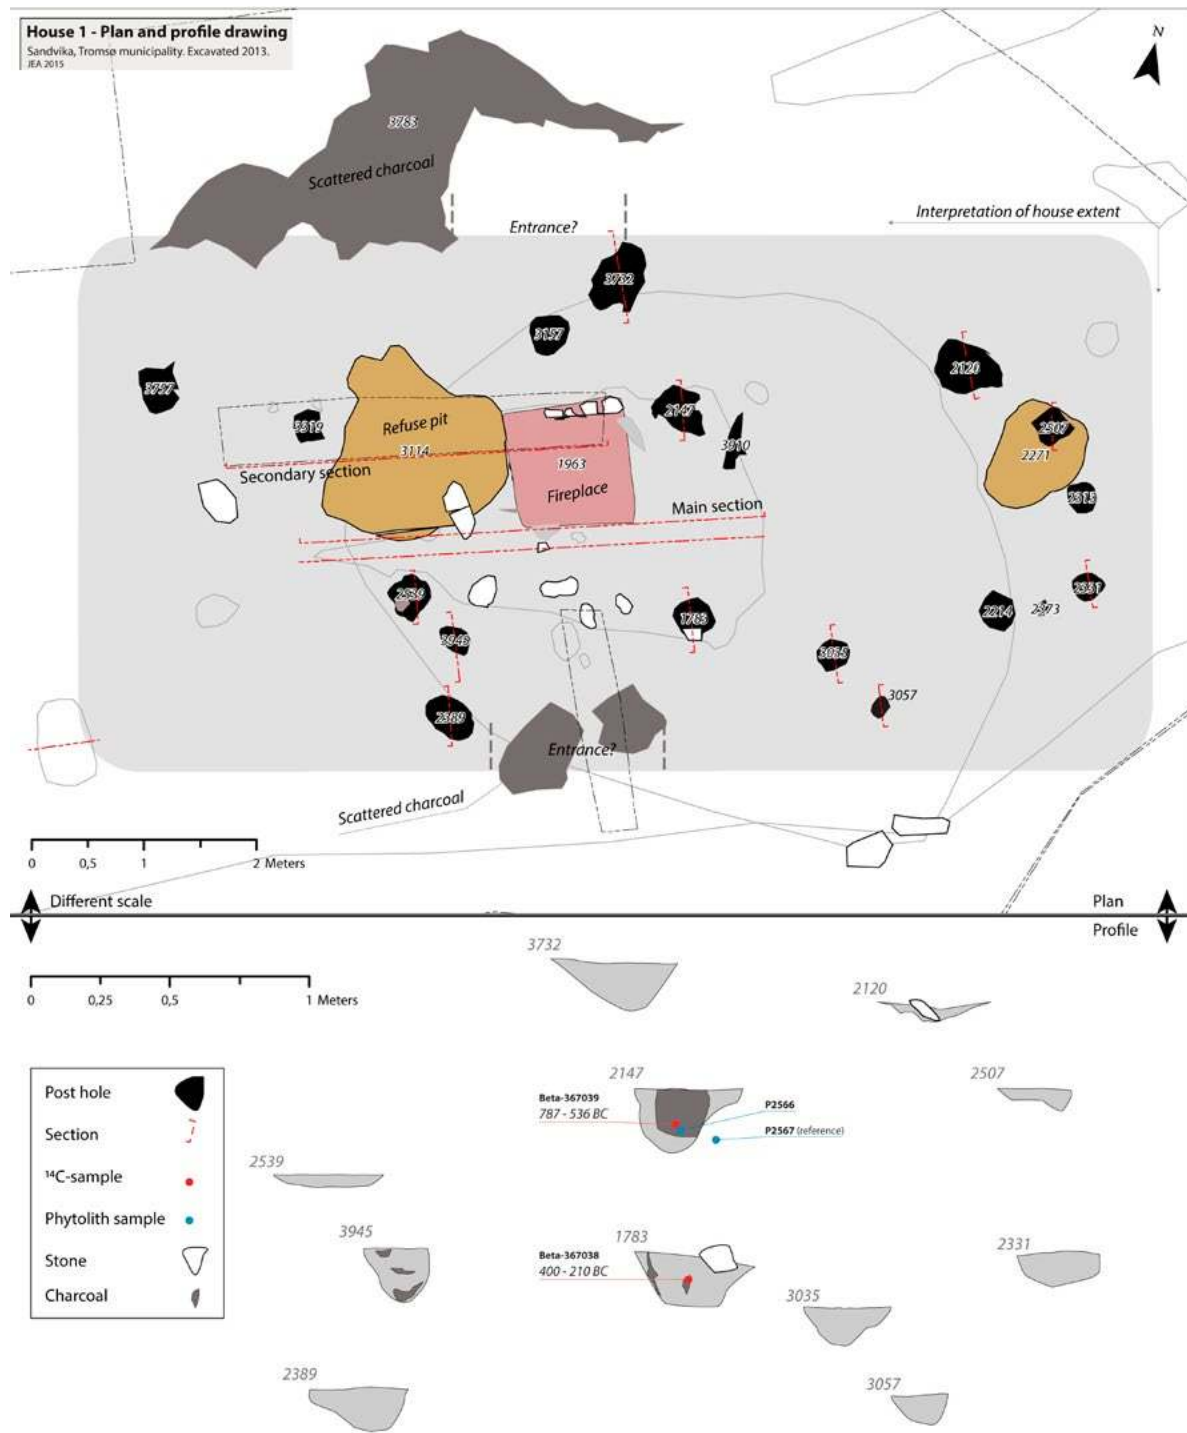 House 1 - Plan and profile drawing
Sandvika, Tromsø municipality. Excavated 2013.
JEA 2015
N
3783
Scattered charcoal
Entrance?
Interpretation of house extent
3732
3157
2120
3757
3319
Refuse pit
3114
2147
3910
2507
2271
1963
Fireplace
Secondary section
Main section
2313
2539
3945
1783
2214
2373
2331
3035
3057
2389
Entrance?
Scattered charcoal
0 0,5 1 2 Meters
Different scale
Plan
Profile
3732
2120
0 0,25 0,5 1 Meters
2147
2507
Beta-367039
787 - 536 BC
P2566
P2567 (reference)
Post hole
Section
¹⁴C-sample
Phytolith sample
Stone
Charcoal
2539
3945
1783
2331
Beta-367038
400 - 210 BC
3035
2389
3057